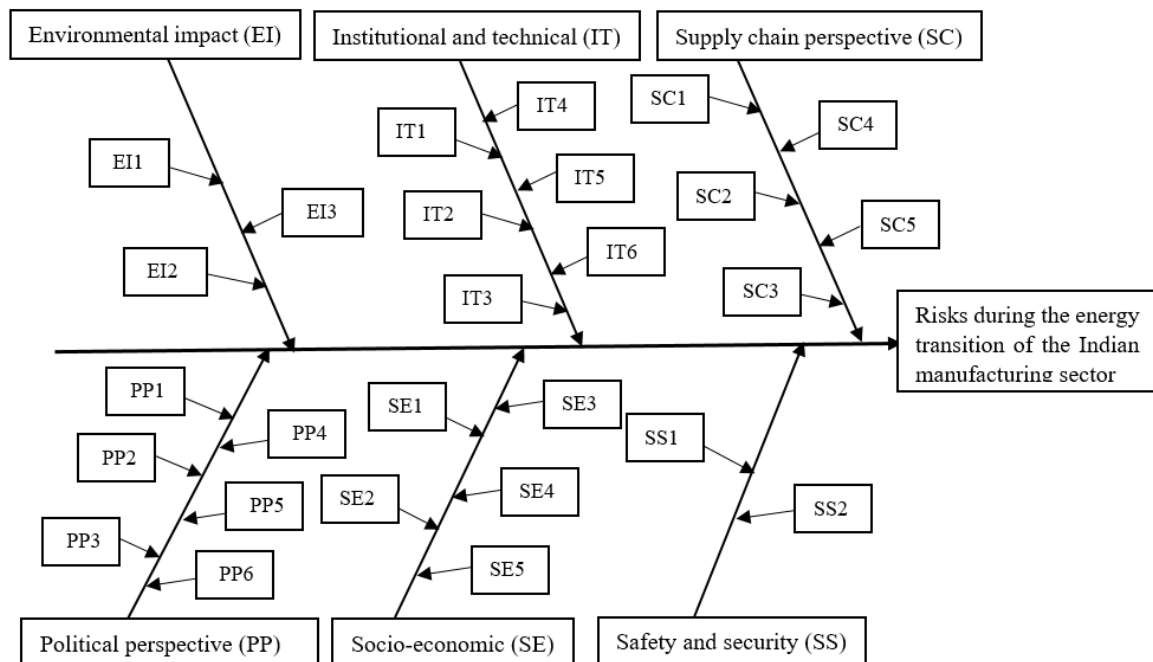 Environmental impact (EI)
Institutional and technical (IT)
Supply chain perspective (SC)
IT4
SC1
IT1
SC4
EI1
IT5
SC2
EI3
IT2
SC5
IT6
EI2
SC3
IT3
Risks during the energy
transition of the Indian
manufacturing sector
PP1
SE1
SE3
PP4
SS1
PP2
SE2
SE4
PP5
SS2
PP3
PP6
SE5
Political perspective (PP)
Socio-economic (SE)
Safety and security (SS)